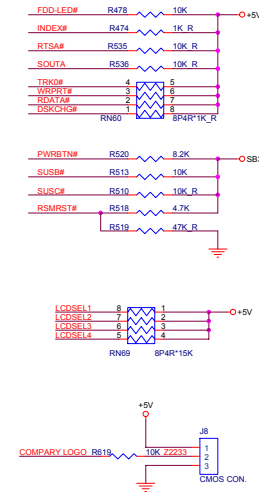 FDD-LED# R478 10K +5V
INDEX# R474 1K_R
RTSA# R535 10K_R
SOUTA R536 10K_R
TRK0# 4 5
WRPRT# 3 6
RDATA# 2 7
DSKCHG# 1 8
RN60 8P4R*1K_R
PWRBTN# R520 8.2K
SUSB# R513 10K
SUSC# R510 10K_R
RSMRST# R518 4.7K
R519 47K_R
LCDSEL1 8 1 +5V
LCDSEL2 7 2
LCDSEL3 6 3
LCDSEL4 5 4
RN69 8P4R*15K
+5V
J8
1
COMPARY LOGO R619 10K Z2233 2
3
CMOS CON.